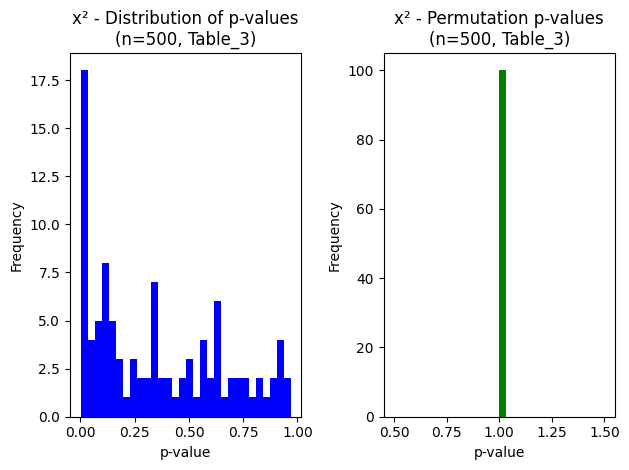 x² - Distribution of p-values
(n=500, Table_3)
17.5
15.0
12.5
10.0
7.5
5.0
2.5
0.0
Frequency
0.00 0.25 0.50 0.75 1.00
p-value
x² - Permutation p-values
(n=500, Table_3)
100
80
60
40
20
0
Frequency
0.50 0.75 1.00 1.25 1.50
p-value